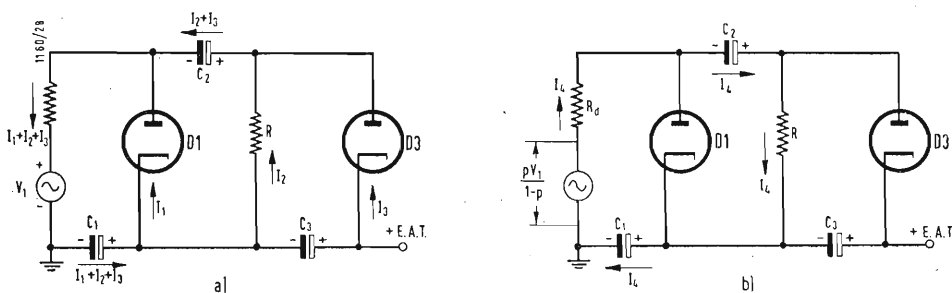 1160/28
I₁+I₂+I₃
+
V₁
-
I₂+I₃
- +
C₂
D1
I₁
R
I₂
D3
I₃
C₁
- +
I₁+I₂+I₃
C₃
- +
+ E.A.T.
a)
I₄
R_d
pV₁
1-p
C₂
- +
I₄
D1
R
I₄
D3
C₁
- +
I₄
C₃
- +
+ E.A.T.
b)